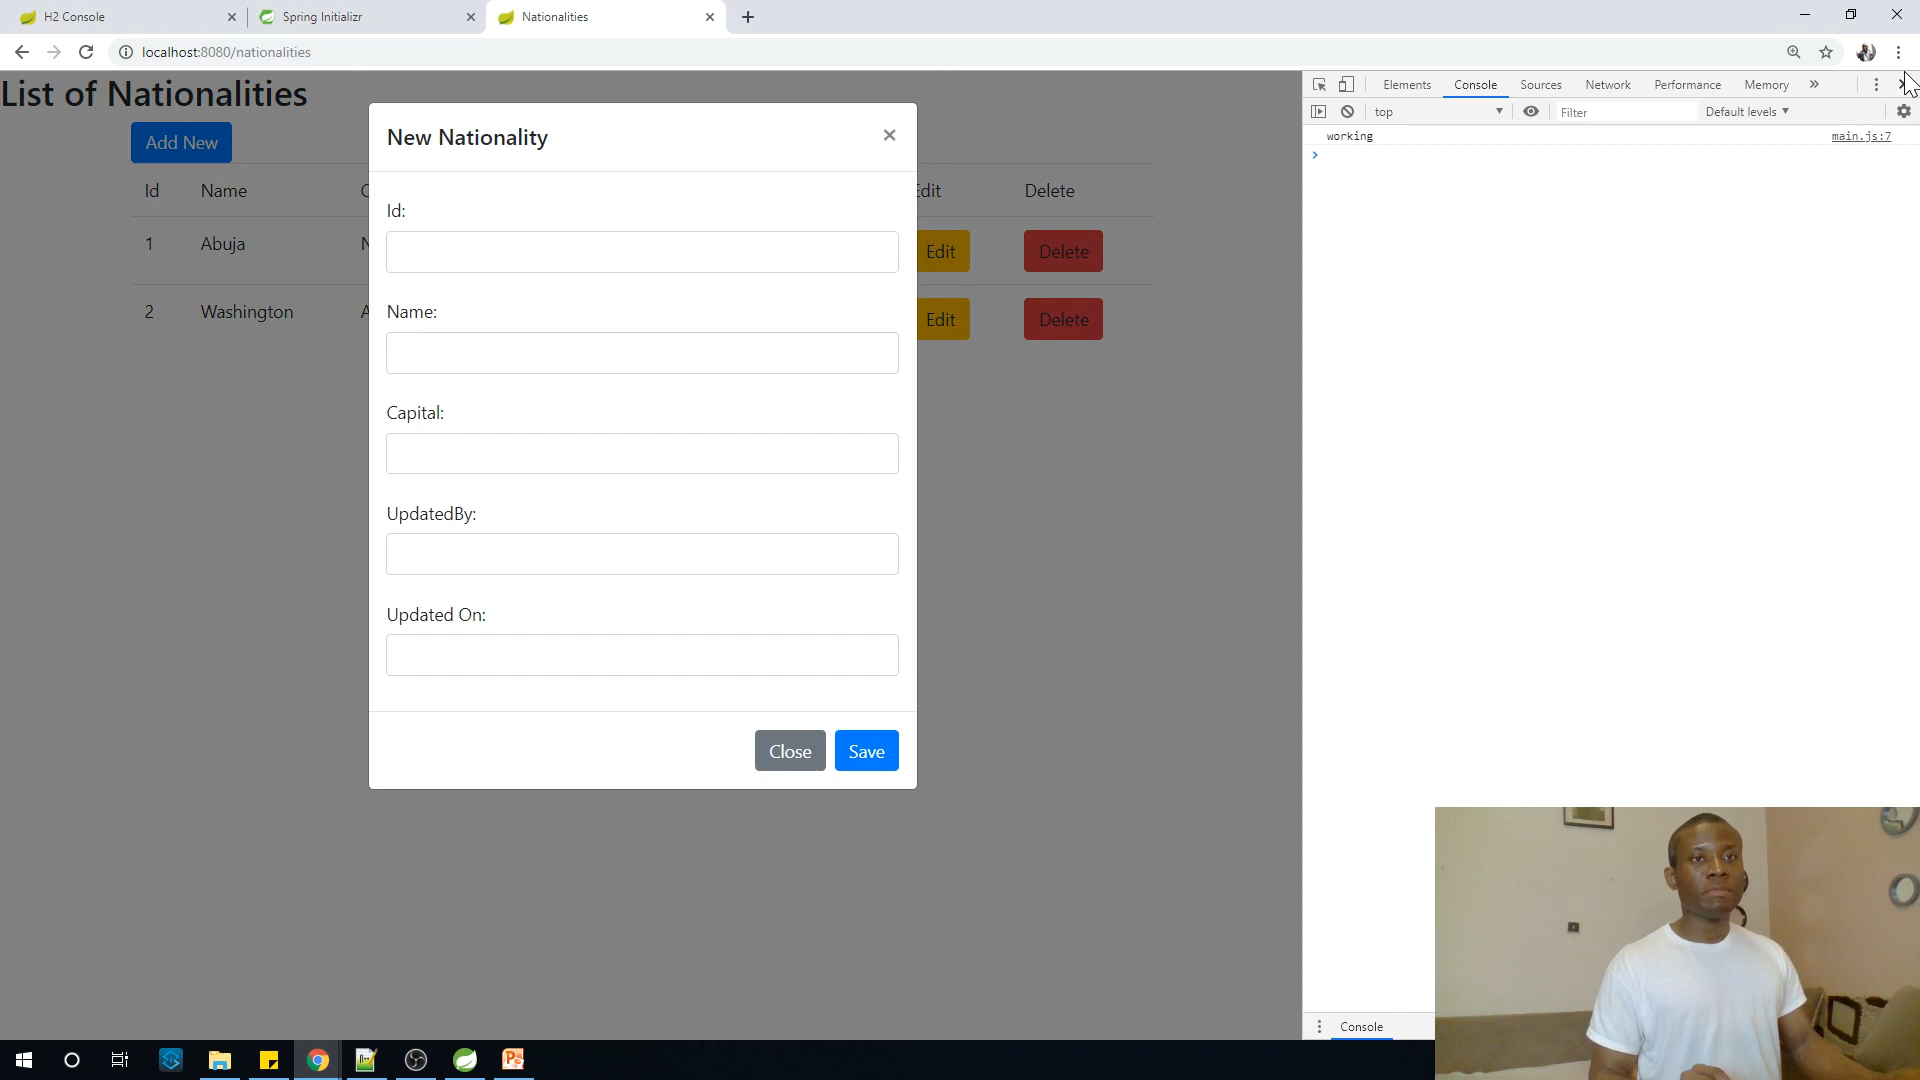 H2 Console
Spring Initializr
Nationalities
localhost:8080/nationalities
List of Nationalities
Add New
Id Name C Edit Delete
1 Abuja N Edit Delete
2 Washington A Edit Delete
New Nationality
×
Id:
Name:
Capital:
UpdatedBy:
Updated On:
Close Save
Elements Console Sources Network Performance Memory »
top Filter Default levels
working main.js:7
Console